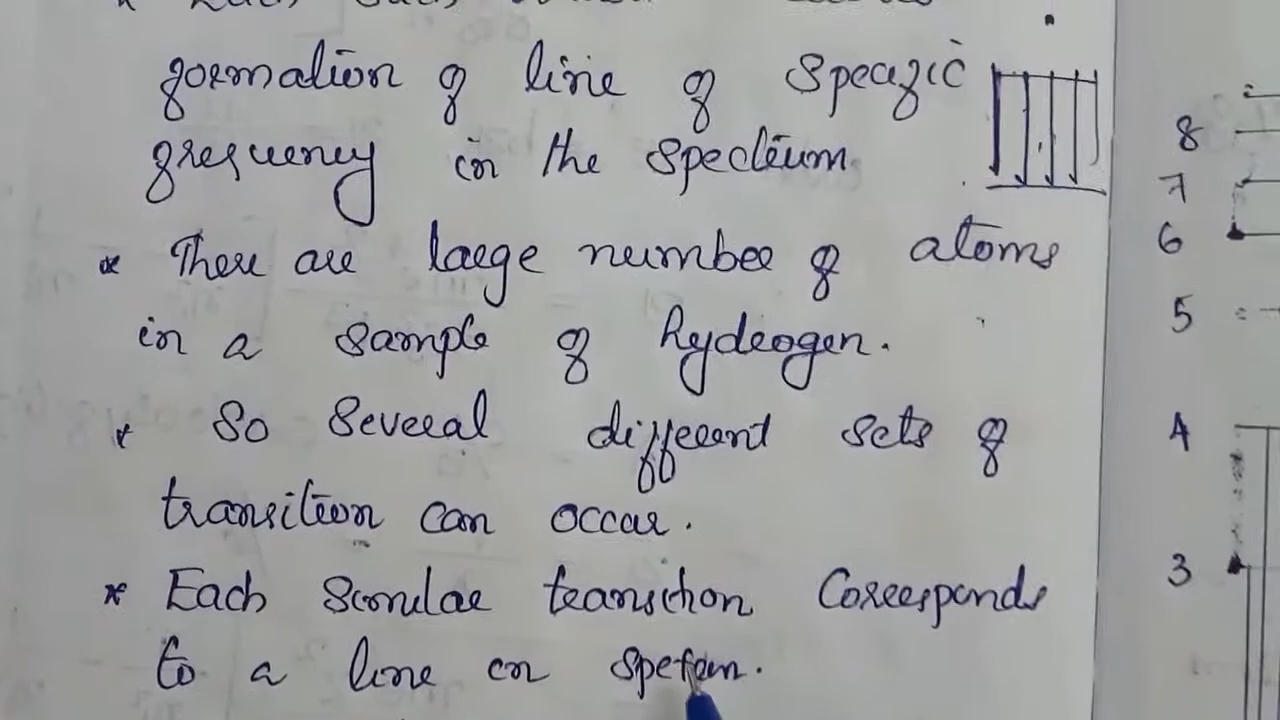 formation of line of specific
frequency in the spectrum
* There are large number of atoms
in a sample of hydrogen.
* So several different sets of
transition can occur.
* Each similar transition corresponds
to a line in
8
7
6
5
4
3